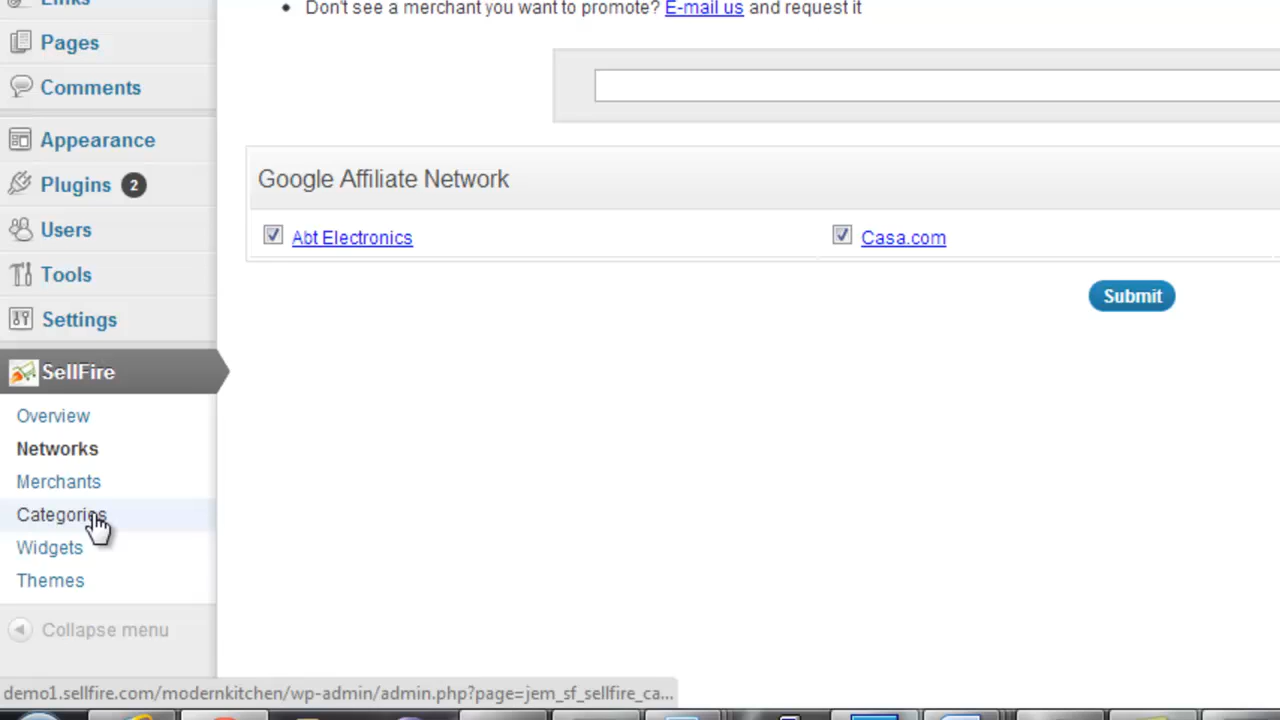 Links
Pages
Comments
Appearance
Plugins 2
Users
Tools
Settings
SellFire
Overview
Networks
Merchants
Categories
Widgets
Themes
Collapse menu
Don't see a merchant you want to promote? E-mail us and request it
Google Affiliate Network
Abt Electronics
Casa.com
Submit
demo1.sellfire.com/modernkitchen/wp-admin/admin.php?page=jem_sf_sellfire_ca...